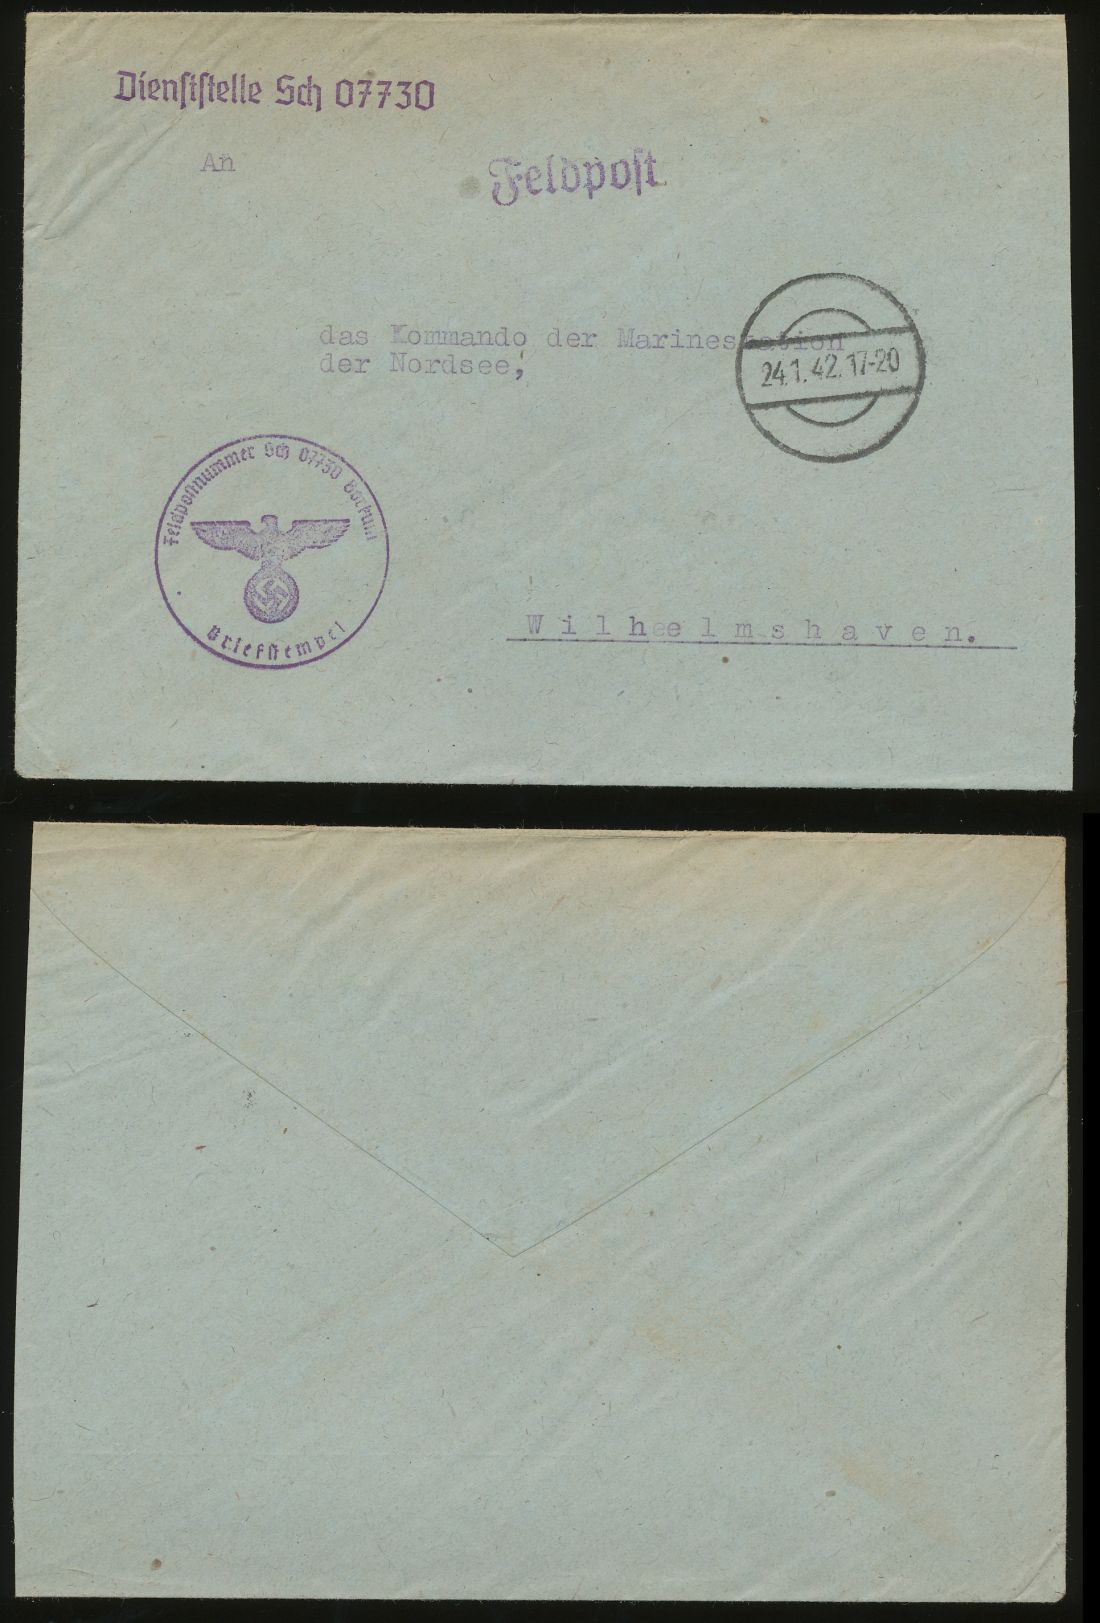 Dienststelle Sch 07730
An
Feldpost
das Kommando der Marinestation
der Nordsee,
24.1.42.17-20
Feldpostnummer Sch 07730
Briefstempel
Wilhelmshaven.